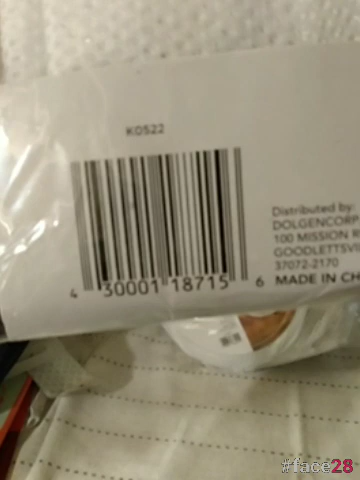 K0522
4 30001 18715 6
Distributed by:
DOLGENCORP
100 MISSION R
GOODLETTSVI
37072-2170
MADE IN CH
#face28